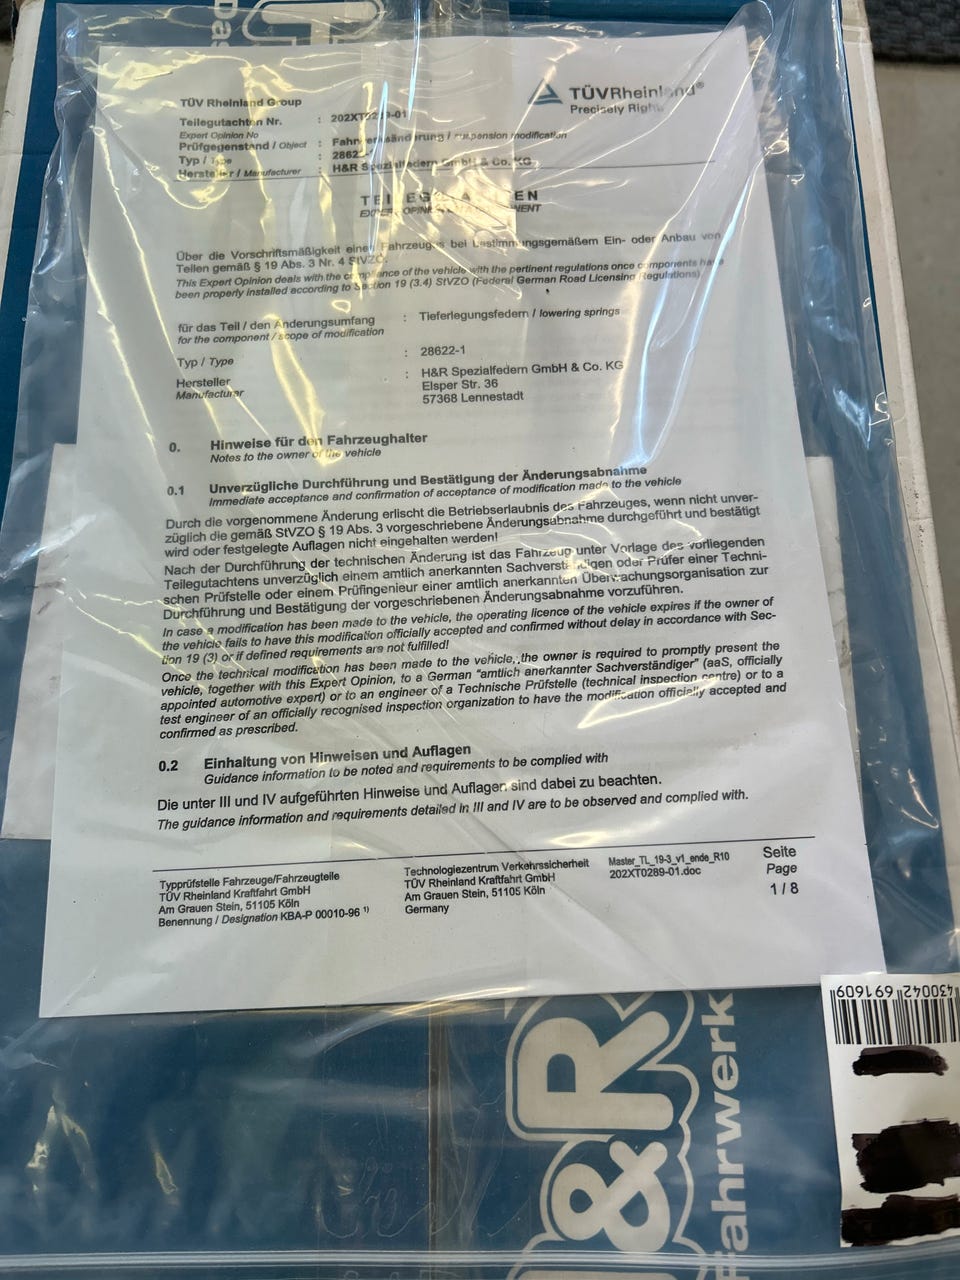 Das
TÜV Rheinland Group
TÜVRheinland®
Precisely Right.
Teilegutachten Nr. : 202XT0289-01
Expert Opinion No
Prüfgegenstand / Object : Fahrwerksänderung / suspension modification
Typ / Type : 28622
Hersteller / Manufacturer : H&R Spezialfedern GmbH & Co. KG
TEILEGUTACHTEN
EXPERT OPINION
Über die Vorschriftsmäßigkeit eines Fahrzeuges bei bestimmungsgemäßem Ein- oder Anbau von
Teilen gemäß § 19 Abs. 3 Nr. 4 StVZO.
This Expert Opinion deals with the compliance of the vehicle with the pertinent regulations once components have
been properly installed according to Section 19 (3.4) StVZO (Federal German Road Licensing Regulations)
für das Teil / den Änderungsumfang : Tieferlegungsfedern / lowering springs
for the component / scope of modification
Typ / Type : 28622-1
Hersteller : H&R Spezialfedern GmbH & Co. KG
Manufacturer Elsper Str. 36
57368 Lennestadt
0. Hinweise für den Fahrzeughalter
Notes to the owner of the vehicle
0.1 Unverzügliche Durchführung und Bestätigung der Änderungsabnahme
Immediate acceptance and confirmation of acceptance of modification made to the vehicle
Durch die vorgenommene Änderung erlischt die Betriebserlaubnis des Fahrzeuges, wenn nicht unver-
züglich die gemäß StVZO § 19 Abs. 3 vorgeschriebene Änderungsabnahme durchgeführt und bestätigt
wird oder festgelegte Auflagen nicht eingehalten werden!
Nach der Durchführung der technischen Änderung ist das Fahrzeug unter Vorlage des vorliegenden
Teilegutachtens unverzüglich einem amtlich anerkannten Sachverständigen oder Prüfer einer Techni-
schen Prüfstelle oder einem Prüfingenieur einer amtlich anerkannten Überwachungsorganisation zur
Durchführung und Bestätigung der vorgeschriebenen Änderungsabnahme vorzuführen.
In case a modification has been made to the vehicle, the operating licence of the vehicle expires if the owner of
the vehicle fails to have this modification officially accepted and confirmed without delay in accordance with Sec-
tion 19 (3) or if defined requirements are not fulfilled!
Once the technical modification has been made to the vehicle, the owner is required to promptly present the
vehicle, together with this Expert Opinion, to a German "amtlich anerkannter Sachverständiger" (aaS, officially
appointed automotive expert) or to an engineer of a Technische Prüfstelle (technical inspection centre) or to a
test engineer of an officially recognised inspection organization to have the modification officially accepted and
confirmed as prescribed.
0.2 Einhaltung von Hinweisen und Auflagen
Guidance information to be noted and requirements to be complied with
Die unter III und IV aufgeführten Hinweise und Auflagen sind dabei zu beachten.
The guidance information and requirements detailed in III and IV are to be observed and complied with.
Typprüfstelle Fahrzeuge/Fahrzeugteile
TÜV Rheinland Kraftfahrt GmbH
Am Grauen Stein, 51105 Köln
Benennung / Designation KBA-P 00010-96 ¹⁾
Technologiezentrum Verkehrssicherheit
TÜV Rheinland Kraftfahrt GmbH
Am Grauen Stein, 51105 Köln
Germany
Master_TL_19-3_v1_ende_R10
202XT0289-01.doc
Seite
Page
1 / 8
430042 691609
&R
Fahrwerk